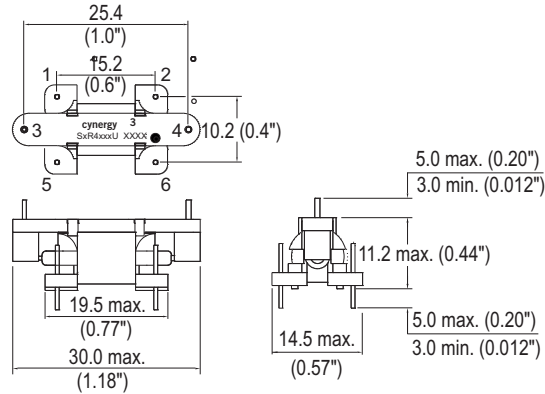 25.4
(1.0")
15.2
(0.6")
1
2
cynergy 3
SxR4xxxU XXXX
3
4
10.2 (0.4")
5
6
5.0 max. (0.20")
3.0 min. (0.012")
11.2 max. (0.44")
19.5 max.
(0.77")
14.5 max.
(0.57")
5.0 max. (0.20")
3.0 min. (0.012")
30.0 max.
(1.18")